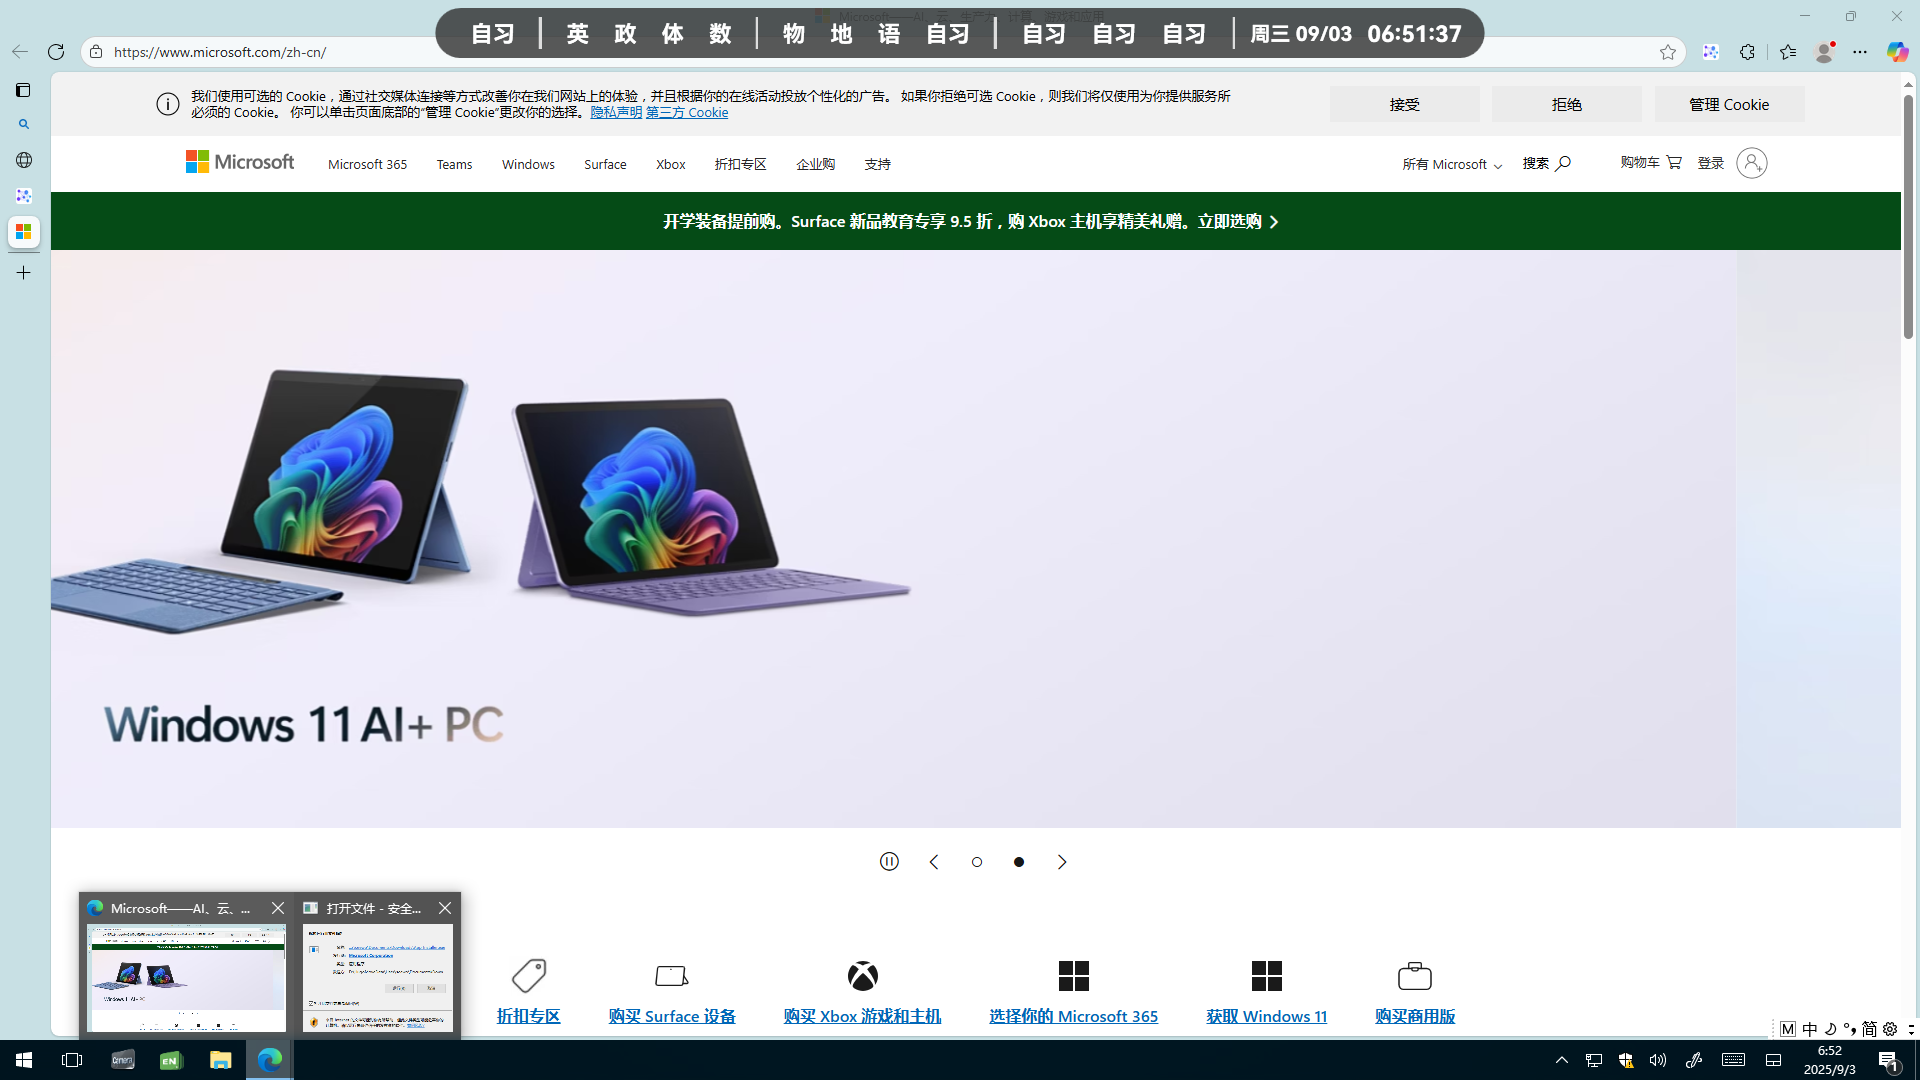 自习 | 英 政 体 数 | 物 地 语 自习 | 自习 自习 自习 | 周三 09/03 06:51:37
https://www.microsoft.com/zh-cn/
我们使用可选的 Cookie，通过社交媒体连接等方式改善你在我们网站上的体验，并且根据你的在线活动投放个性化的广告。 如果你拒绝可选 Cookie，则我们将仅使用为你提供服务所
必须的 Cookie。 你可以单击页面底部的“管理 Cookie”更改你的选择。 隐私声明 第三方 Cookie
接受 拒绝 管理 Cookie
Microsoft Microsoft 365 Teams Windows Surface Xbox 折扣专区 企业购 支持 所有 Microsoft 搜索 购物车 登录
开学装备提前购。Surface 新品教育专享 9.5 折，购 Xbox 主机享精美礼赠。立即选购
Windows 11 AI+ PC
Microsoft——AI、云、... 打开文件 - 安全...
折扣专区 购买 Surface 设备 购买 Xbox 游戏和主机 选择你的 Microsoft 365 获取 Windows 11 购买商用版
M 中 简
EN
6:52
2025/9/3
1